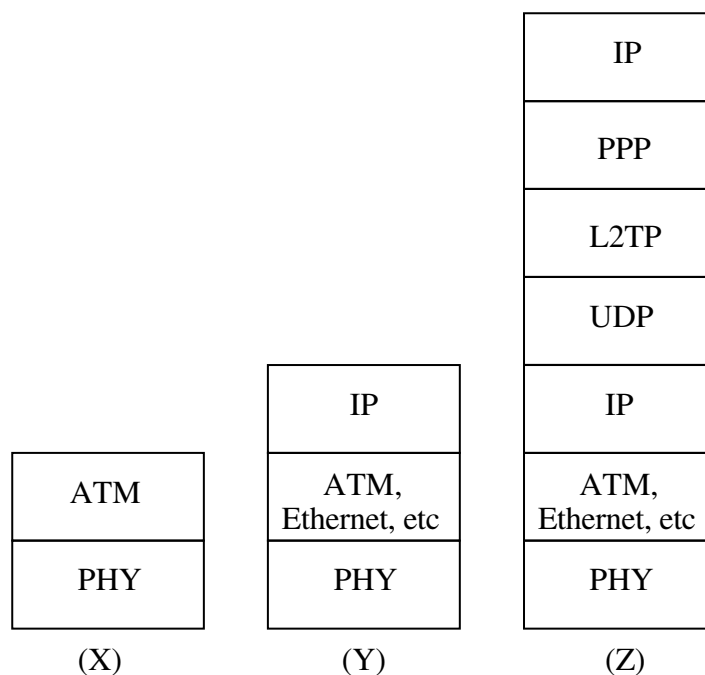 ATM
PHY
(X)
IP
ATM,
Ethernet, etc
PHY
(Y)
IP
PPP
L2TP
UDP
IP
ATM,
Ethernet, etc
PHY
(Z)